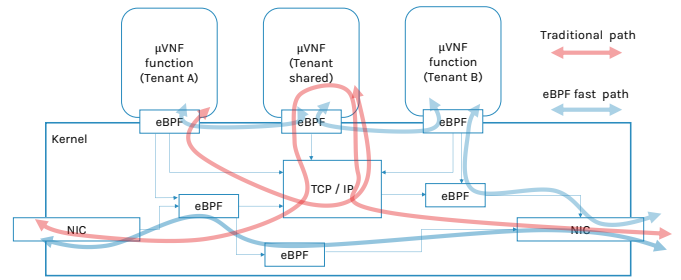 μVNF
function
(Tenant A)
μVNF
(Tenant
shared)
μVNF
function
(Tenant B)
Traditional path
eBPF fast path
eBPF
eBPF
eBPF
Kernel
TCP / IP
eBPF
eBPF
NIC
NIC
eBPF